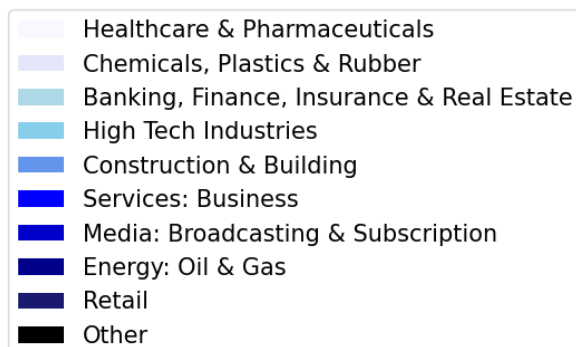 Healthcare & Pharmaceuticals
Chemicals, Plastics & Rubber
Banking, Finance, Insurance & Real Estate
High Tech Industries
Construction & Building
Services: Business
Media: Broadcasting & Subscription
Energy: Oil & Gas
Retail
Other